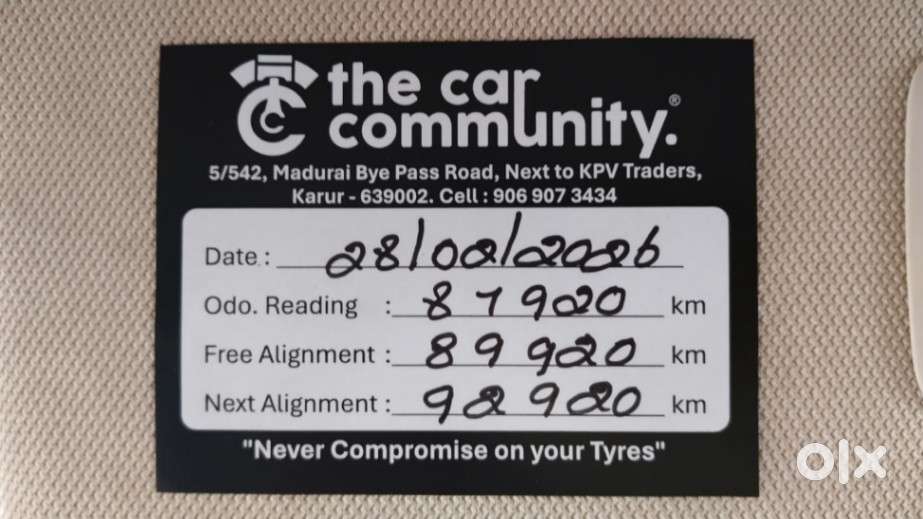 the car
community.®
5/542, Madurai Bye Pass Road, Next to KPV Traders,
Karur - 639002. Cell : 906 907 3434
Date : 28/02/2026
Odo. Reading : 87920 km
Free Alignment : 89920 km
Next Alignment : 92920 km
"Never Compromise on your Tyres"
olx